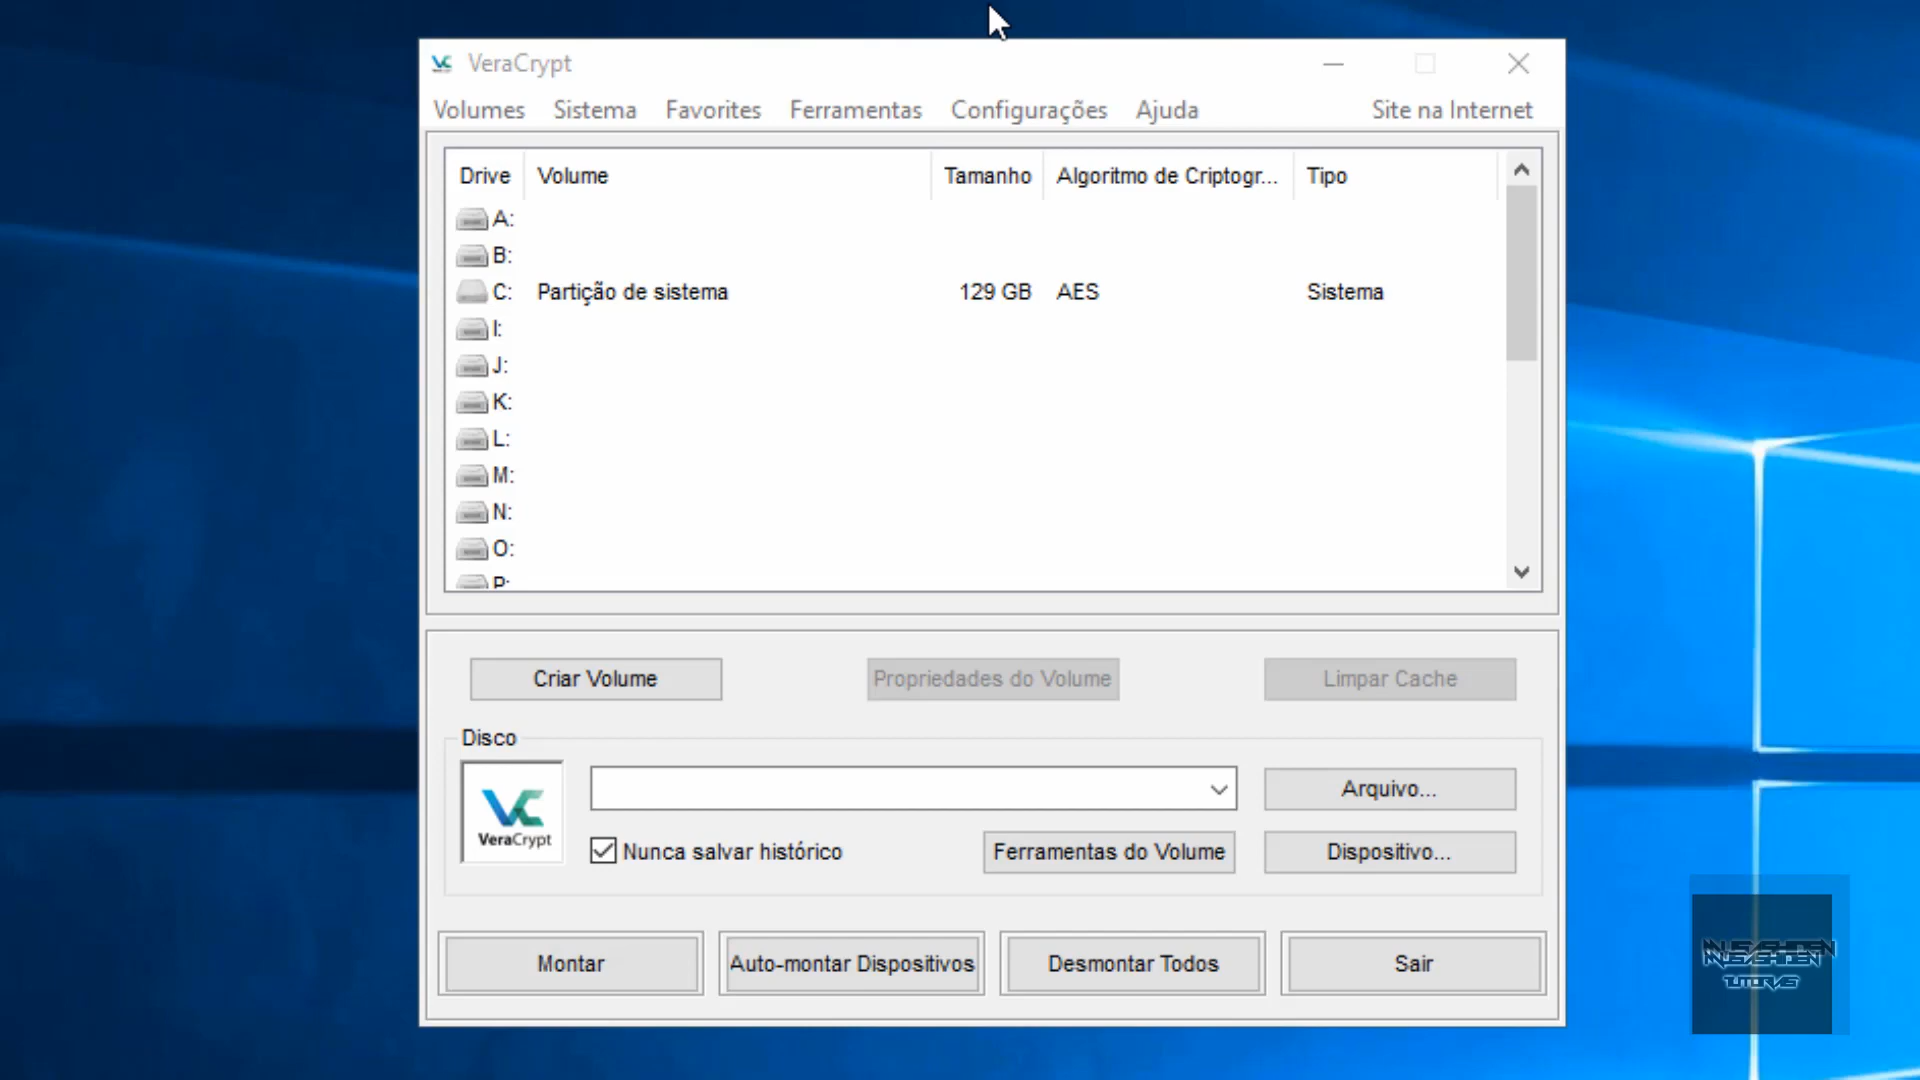 VeraCrypt
Volumes Sistema Favorites Ferramentas Configurações Ajuda Site na Internet
Drive Volume Tamanho Algoritmo de Criptogr... Tipo
A:
B:
C: Partição de sistema 129 GB AES Sistema
I:
J:
K:
L:
M:
N:
O:
P:
Criar Volume Propriedades do Volume Limpar Cache
Disco
VeraCrypt
Arquivo...
Nunca salvar histórico Ferramentas do Volume Dispositivo...
Montar Auto-montar Dispositivos Desmontar Todos Sair